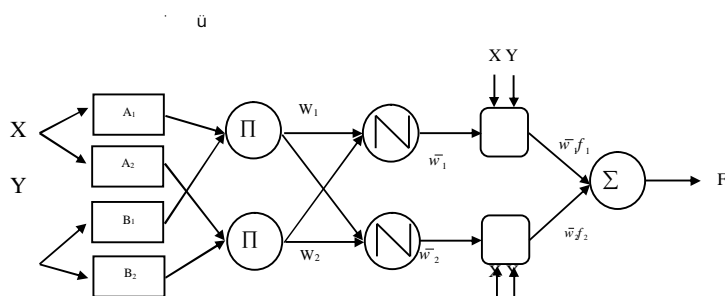 ü
X Y
A₁
W₁
X
Π
N
w̄₁
w̄₁f₁
A₂
Y
Σ
F
B₁
w̄₂f₂
Π
N
W₂
w̄₂
B₂
X Y